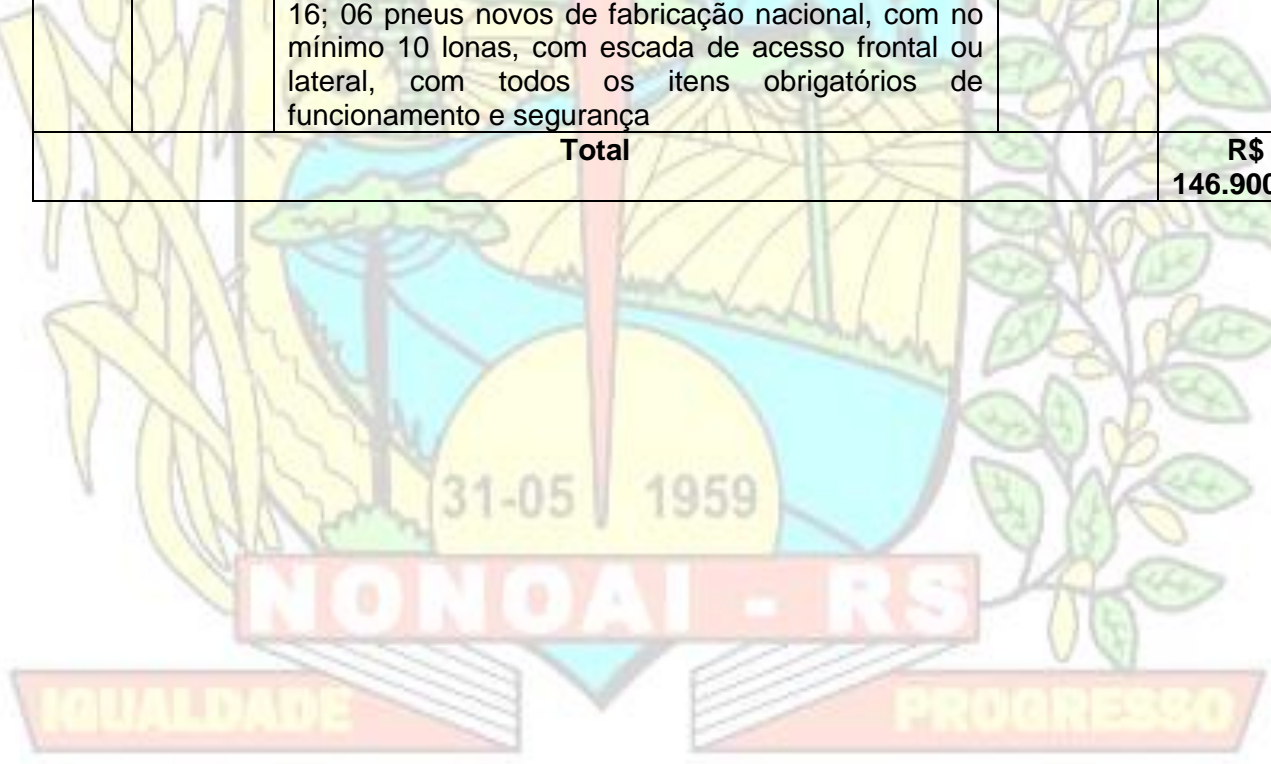 16; 06 pneus novos de fabricação nacional, com no
mínimo 10 lonas, com escada de acesso frontal ou
lateral, com todos os itens obrigatórios de
funcionamento e segurança
Total R$
146.900
31-05 1959
NONOAI - RS
IGUALDADE PROGRESSO